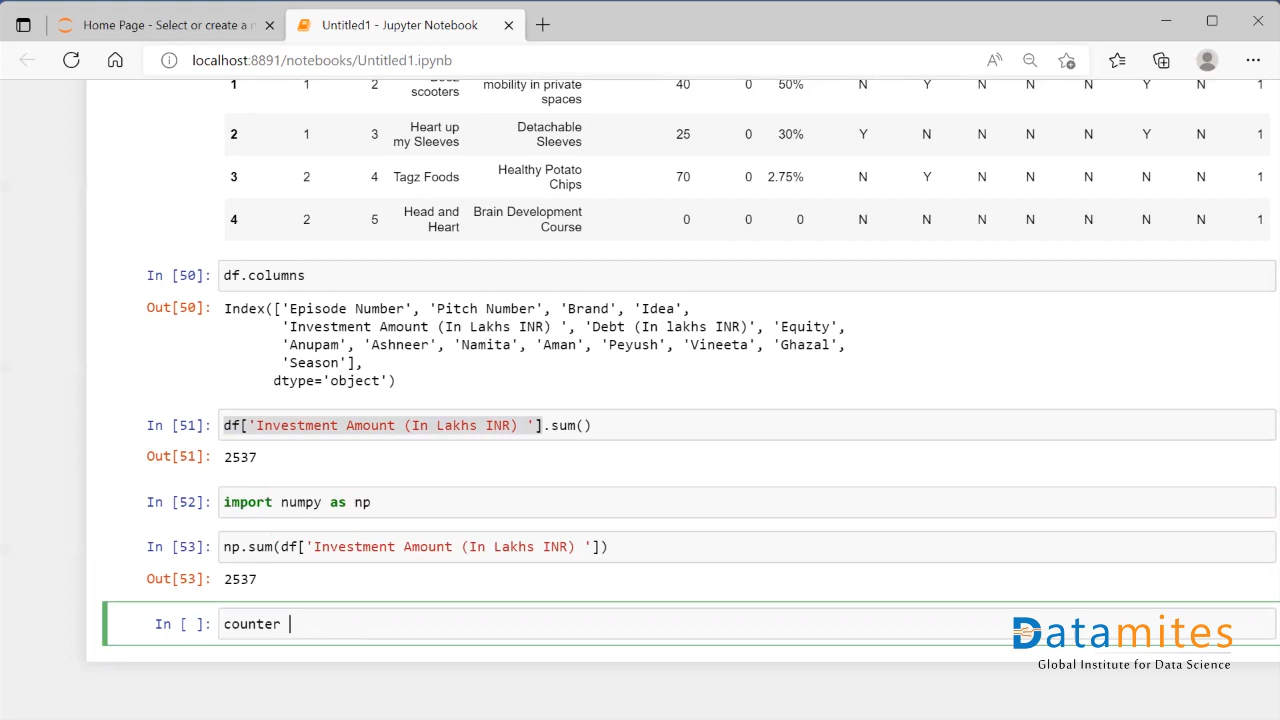 Home Page - Select or create a n
Untitled1 - Jupyter Notebook
localhost:8891/notebooks/Untitled1.ipynb
1 1 2 scooters mobility in private spaces 40 0 50% N Y N N N Y N 1
2 1 3 Heart up my Sleeves Detachable Sleeves 25 0 30% Y N N N N Y N 1
3 2 4 Tagz Foods Healthy Potato Chips 70 0 2.75% N Y N N N N N 1
4 2 5 Head and Heart Brain Development Course 0 0 0 N N N N N N N 1
In [50]: df.columns
Out[50]: Index(['Episode Number', 'Pitch Number', 'Brand', 'Idea',
'Investment Amount (In Lakhs INR) ', 'Debt (In lakhs INR)', 'Equity',
'Anupam', 'Ashneer', 'Namita', 'Aman', 'Peyush', 'Vineeta', 'Ghazal',
'Season'],
dtype='object')
In [51]: df['Investment Amount (In Lakhs INR) '].sum()
Out[51]: 2537
In [52]: import numpy as np
In [53]: np.sum(df['Investment Amount (In Lakhs INR) '])
Out[53]: 2537
In [ ]: counter
Datamites
Global Institute for Data Science